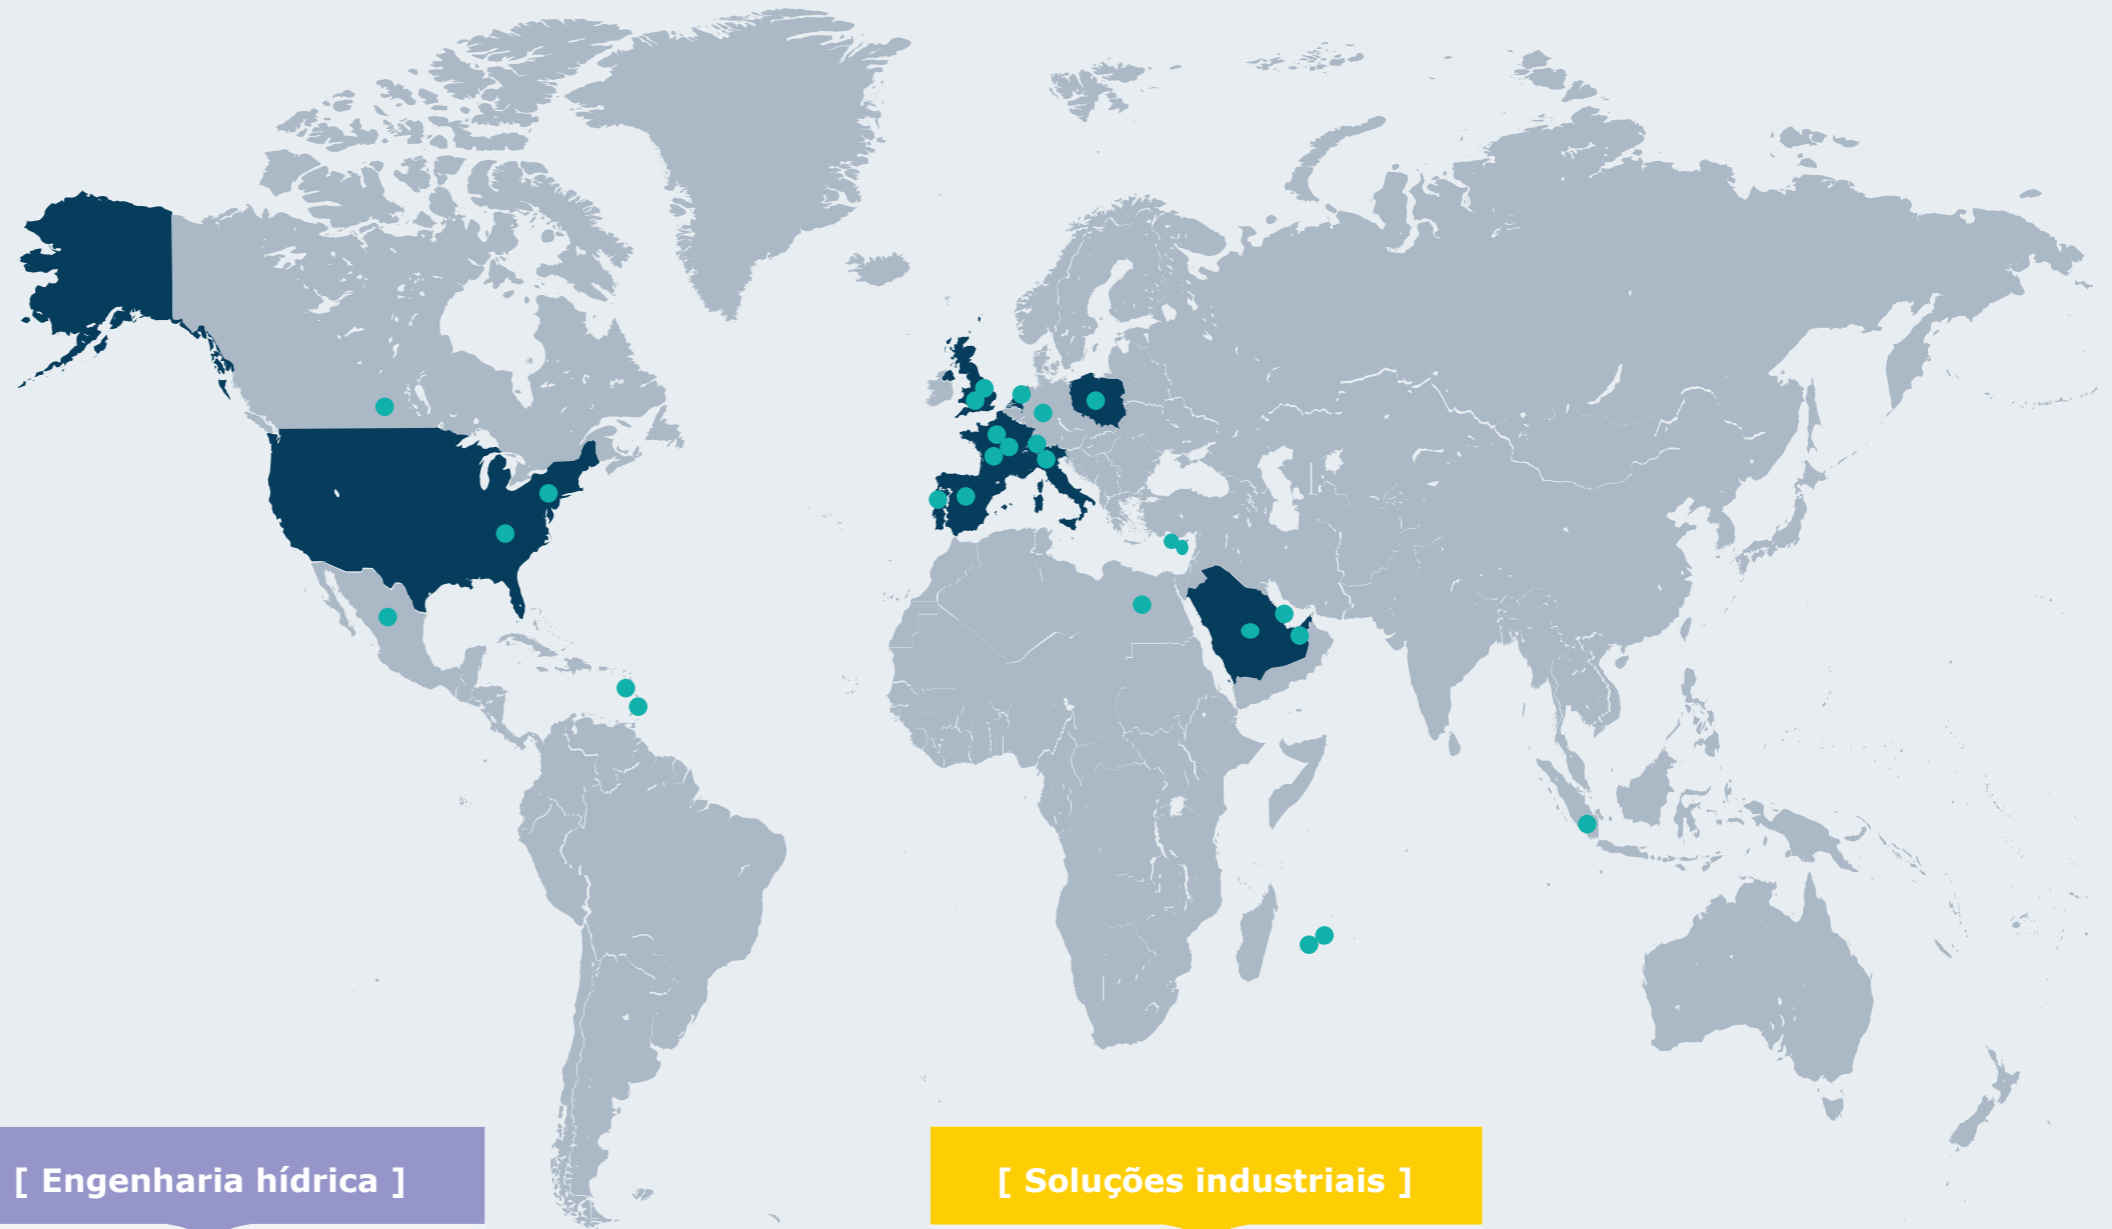 [ Engenharia hídrica ]
[ Soluções industriais ]